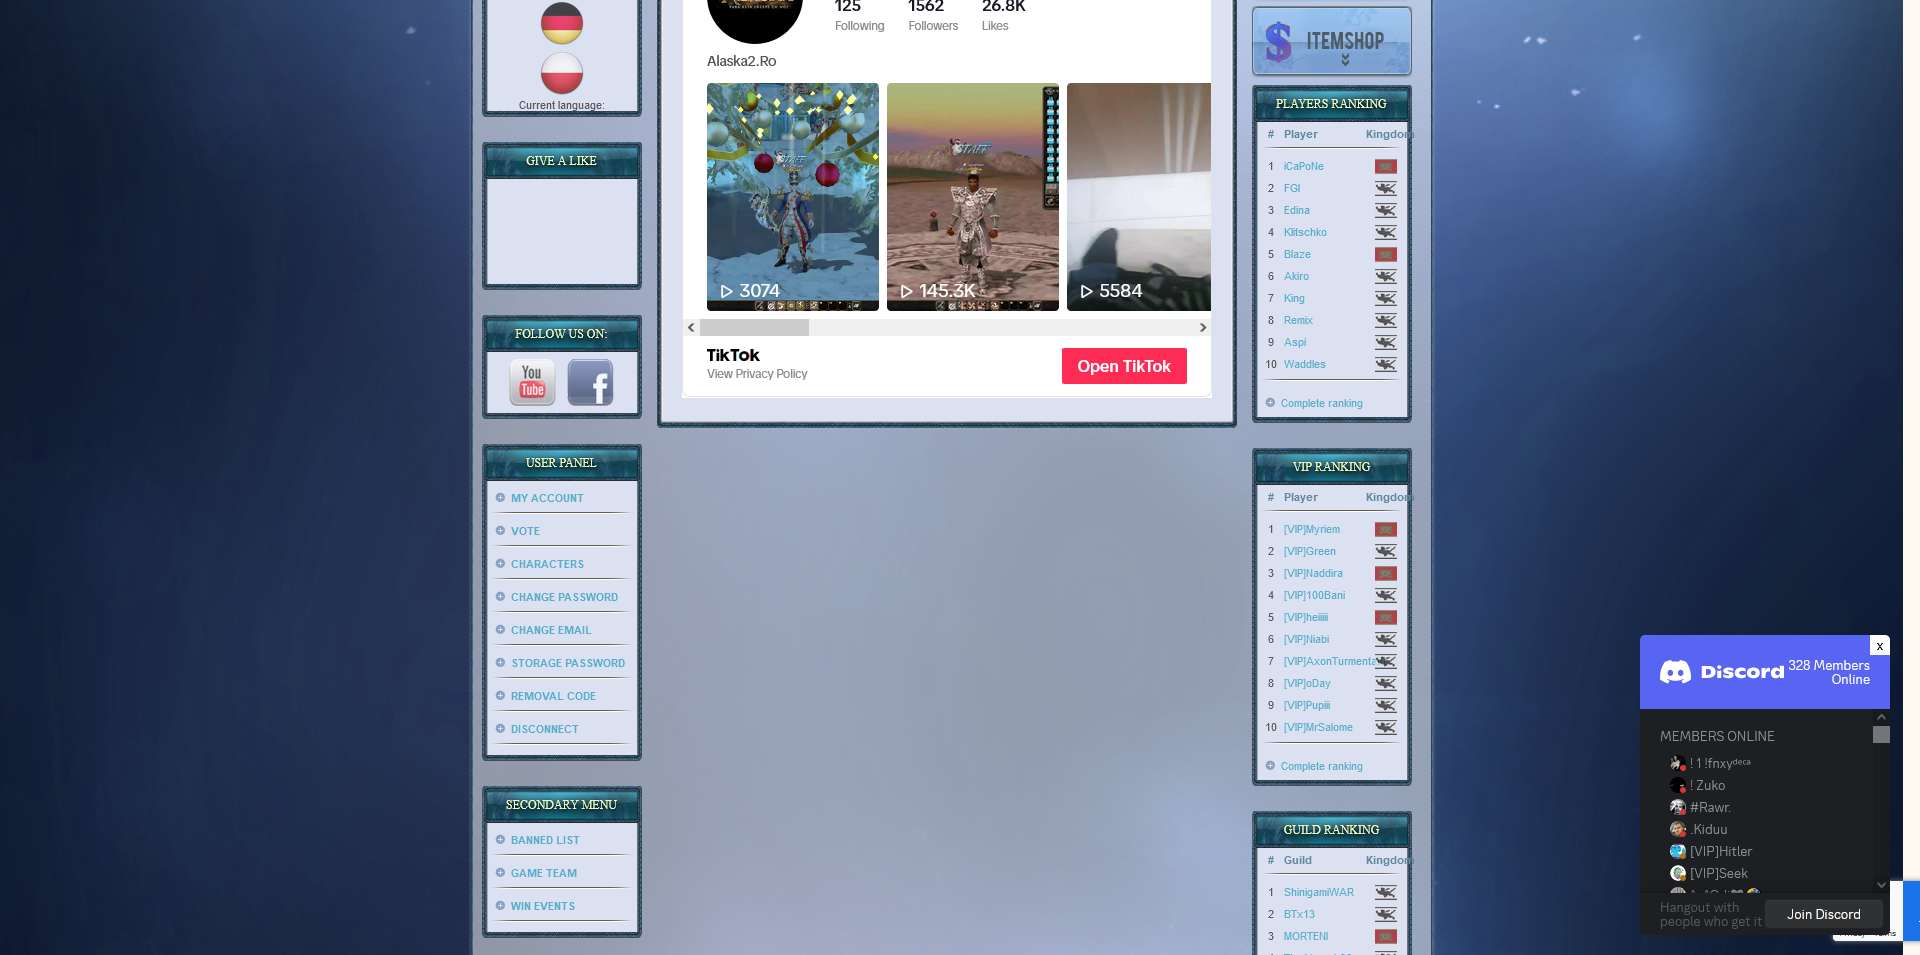 Current language:
GIVE A LIKE
FOLLOW US ON:
You
Tube
f
USER PANEL
MY ACCOUNT
VOTE
CHARACTERS
CHANGE PASSWORD
CHANGE EMAIL
STORAGE PASSWORD
REMOVAL CODE
DISCONNECT
SECONDARY MENU
BANNED LIST
GAME TEAM
WIN EVENTS
125 1562 26.8K
Following Followers Likes
Alaska2.Ro
STAFF
STAFF
3074 145.3K 5584
TikTok
View Privacy Policy
Open TikTok
$ ITEMSHOP
PLAYERS RANKING
# Player Kingdom
1 iCaPoNe
2 FGI
3 Edina
4 Klitschko
5 Blaze
6 Akiro
7 King
8 Remix
9 Aspi
10 Waddles
Complete ranking
VIP RANKING
# Player Kingdom
1 [VIP]Myriem
2 [VIP]Green
3 [VIP]Naddira
4 [VIP]100Bani
5 [VIP]heiiiii
6 [VIP]Niabi
7 [VIP]AxonTurmenta
8 [VIP]oDay
9 [VIP]Pupiii
10 [VIP]MrSalome
Complete ranking
GUILD RANKING
# Guild Kingdom
1 ShinigamiWAR
2 BTx13
3 MORTENI
x
Discord 328 Members
Online
MEMBERS ONLINE
! 1 !fnxyᵈᵉᶜᵃ
! Zuko
#Rawr.
.Kiduu
[VIP]Hitler
[VIP]Seek
Hangout with
people who get it
Join Discord